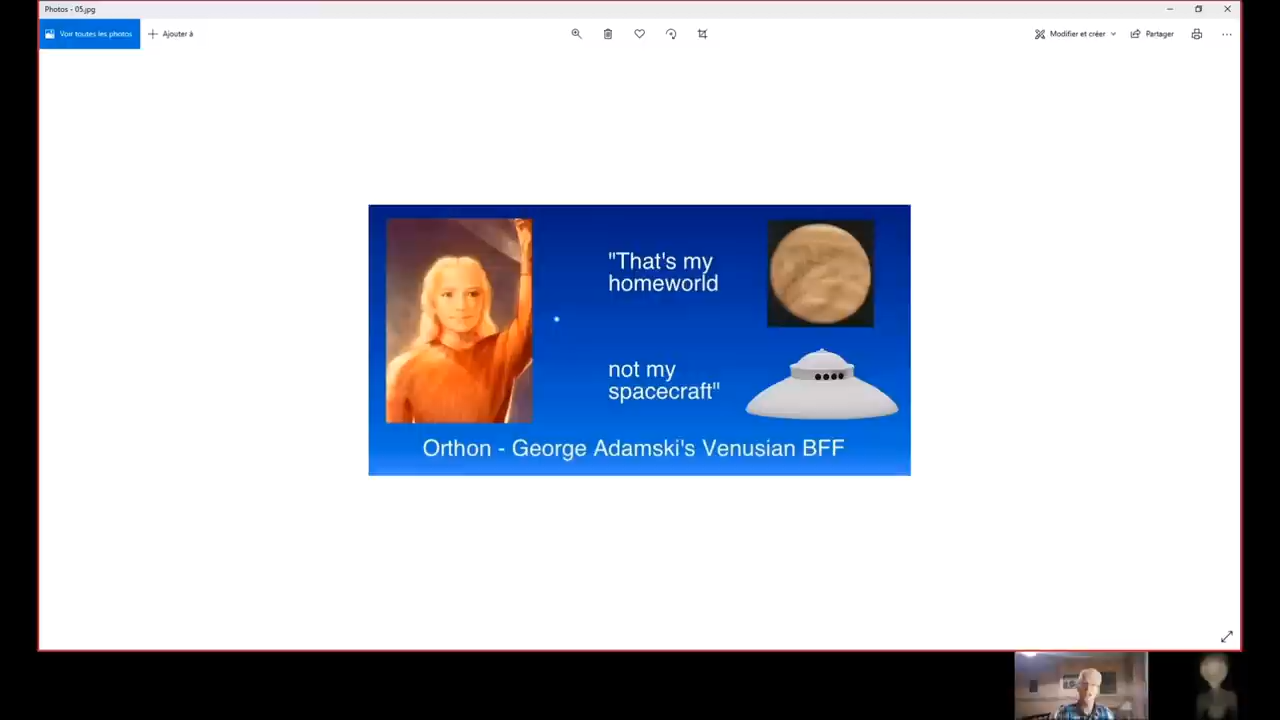 Photos - 05.jpg
Voir toutes les photos
Ajouter à
Modifier et créer
Partager
"That's my
homeworld
not my
spacecraft"
Orthon - George Adamski's Venusian BFF